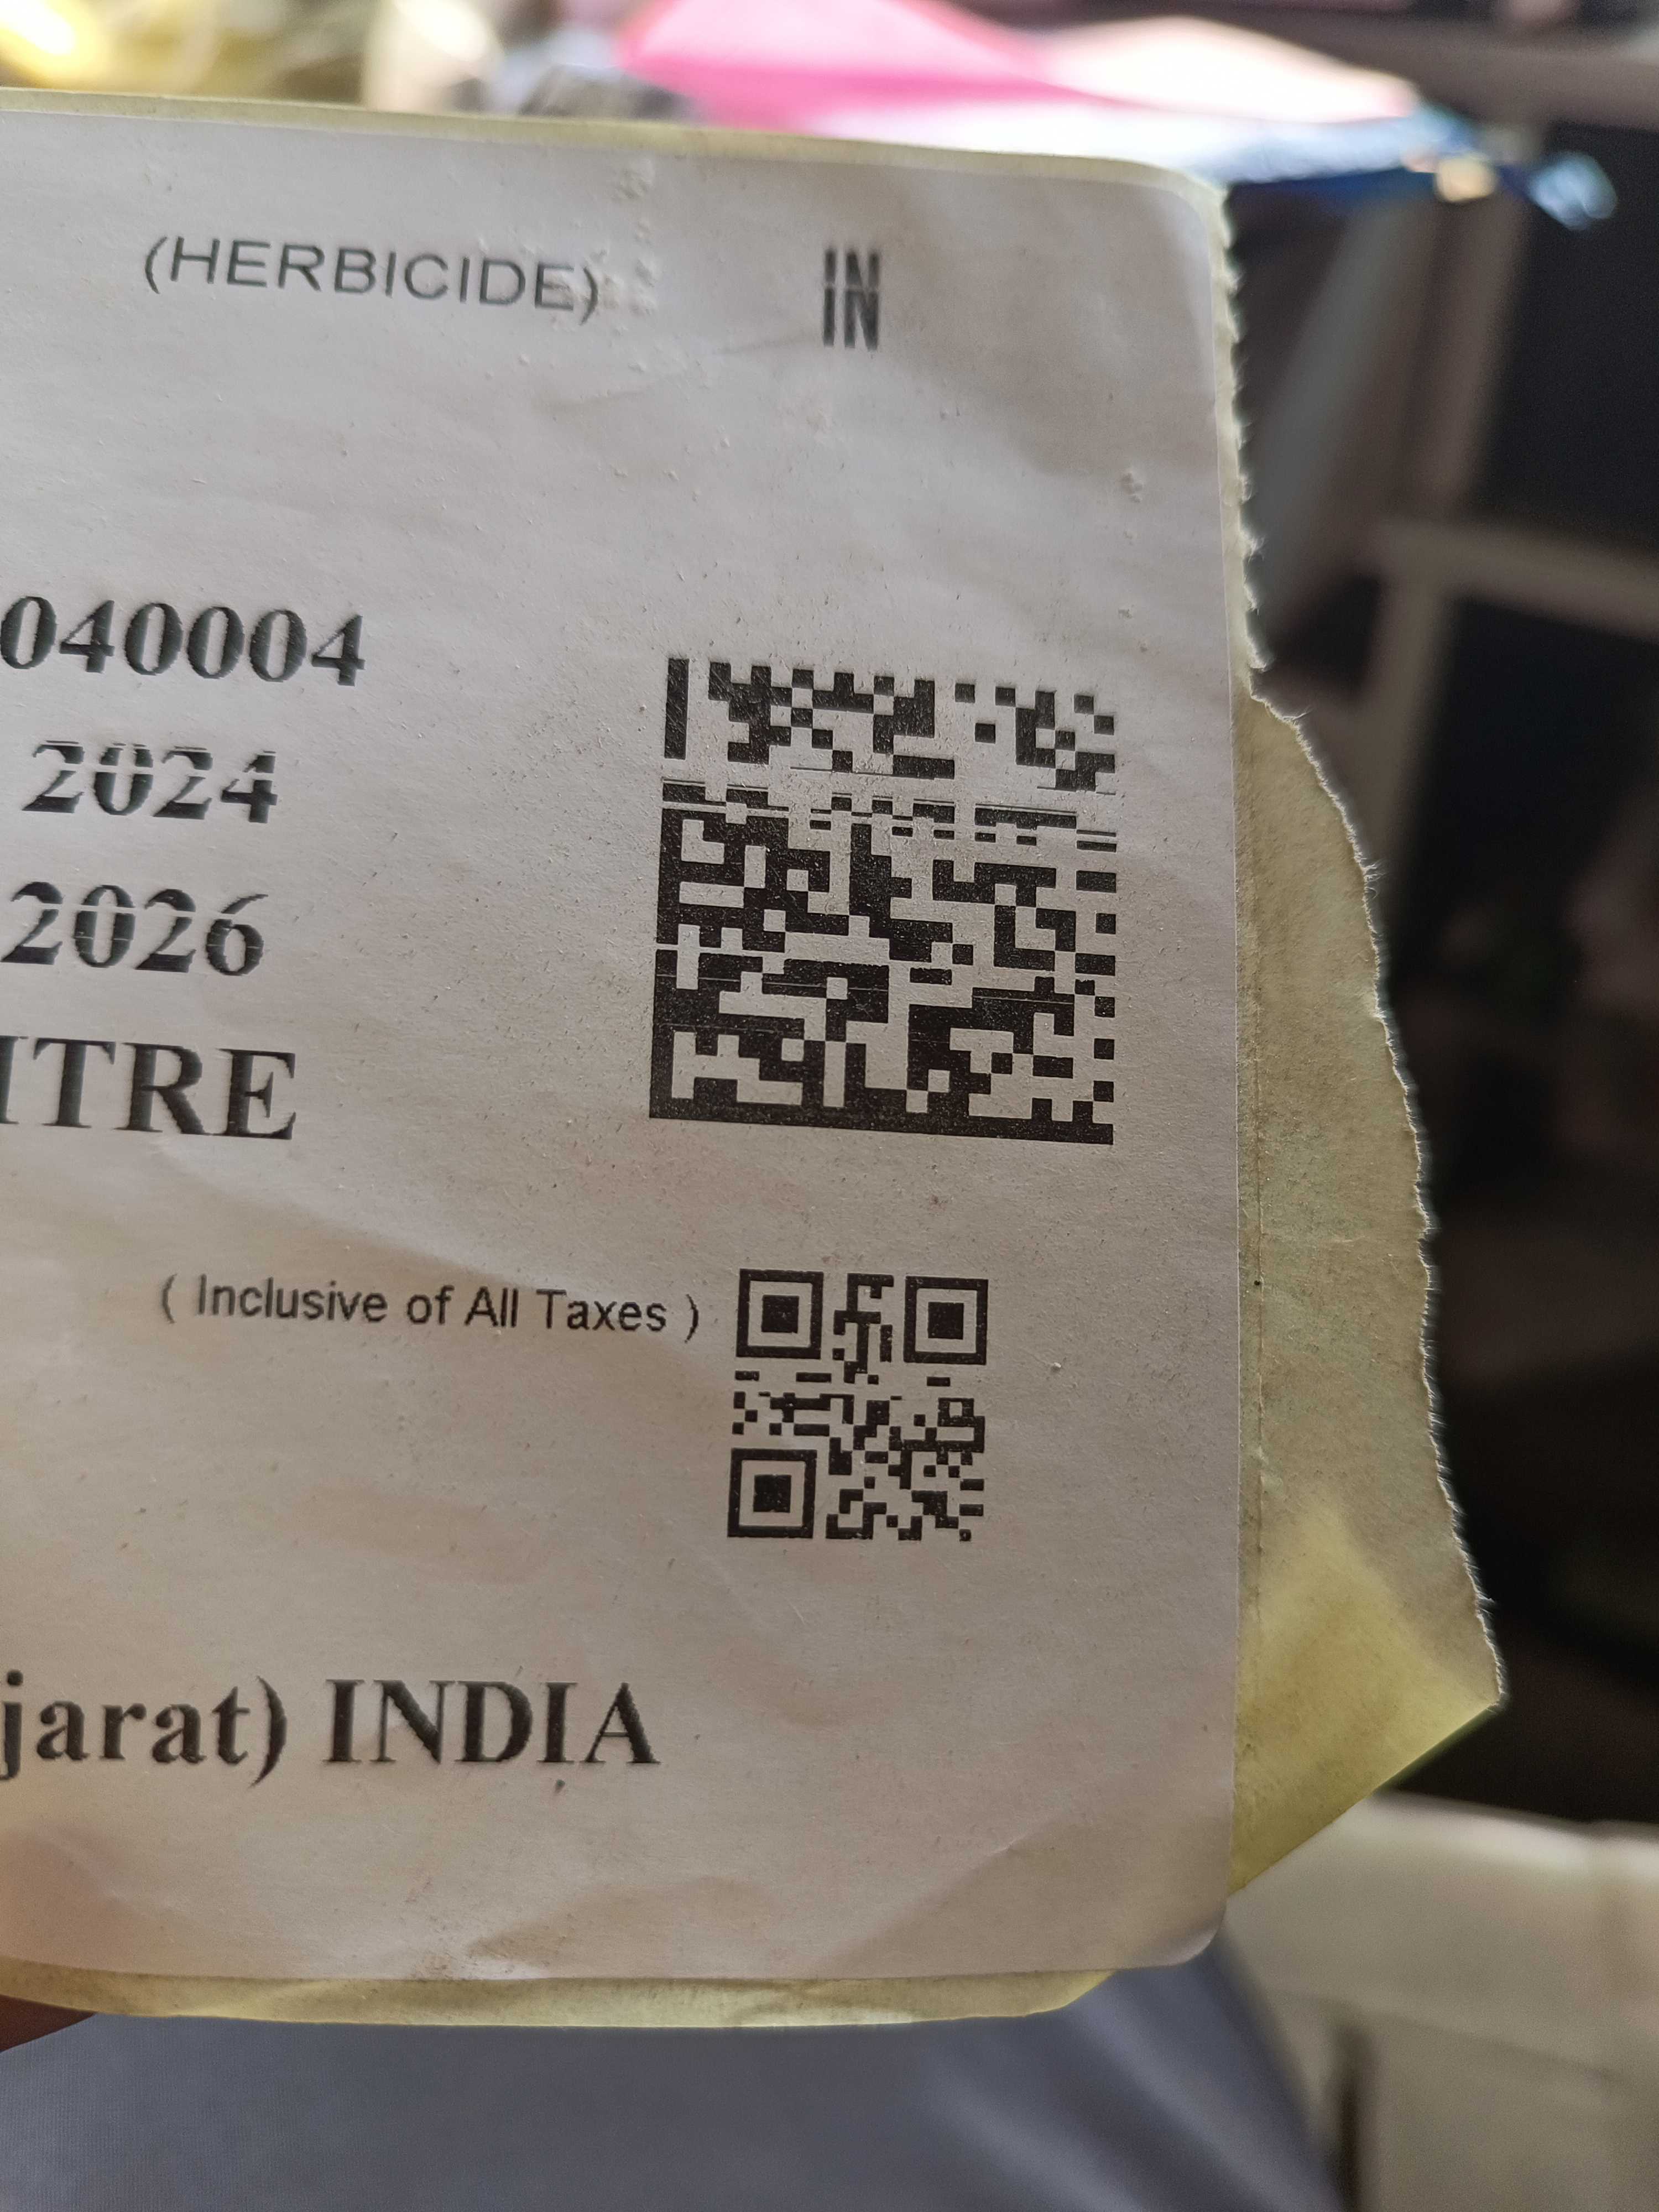 (HERBICIDE) IN
040004
2024
2026
ITRE
( Inclusive of All Taxes )
jarat) INDIA